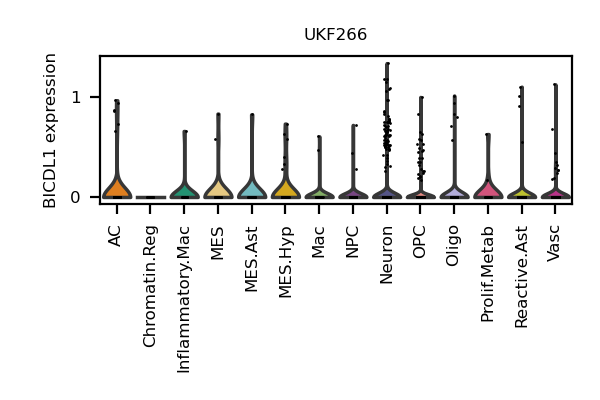 UKF266
BICDL1 expression
1
0
AC
Chromatin.Reg
Inflammatory.Mac
MES
MES.Ast
MES.Hyp
Mac
NPC
Neuron
OPC
Oligo
Prolif.Metab
Reactive.Ast
Vasc